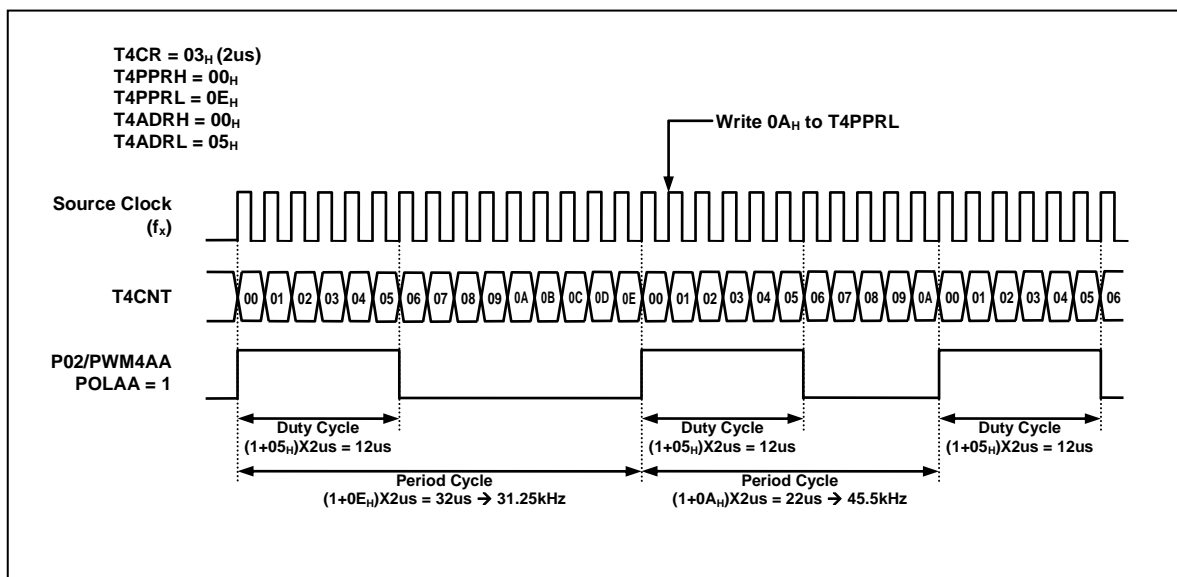 T4CR = 03H (2us)
T4PPRH = 00H
T4PPRL = 0EH
T4ADRH = 00H
T4ADRL = 05H
Write 0AH to T4PPRL
Source Clock
(fx)
T4CNT
00 01 02 03 04 05 06 07 08 09 0A 0B 0C 0D 0E 00 01 02 03 04 05 06 07 08 09 0A 00 01 02 03 04 05 06
P02/PWM4AA
POLAA = 1
Duty Cycle
(1+05H)X2us = 12us
Duty Cycle
(1+05H)X2us = 12us
Duty Cycle
(1+05H)X2us = 12us
Period Cycle
(1+0EH)X2us = 32us → 31.25kHz
Period Cycle
(1+0AH)X2us = 22us → 45.5kHz